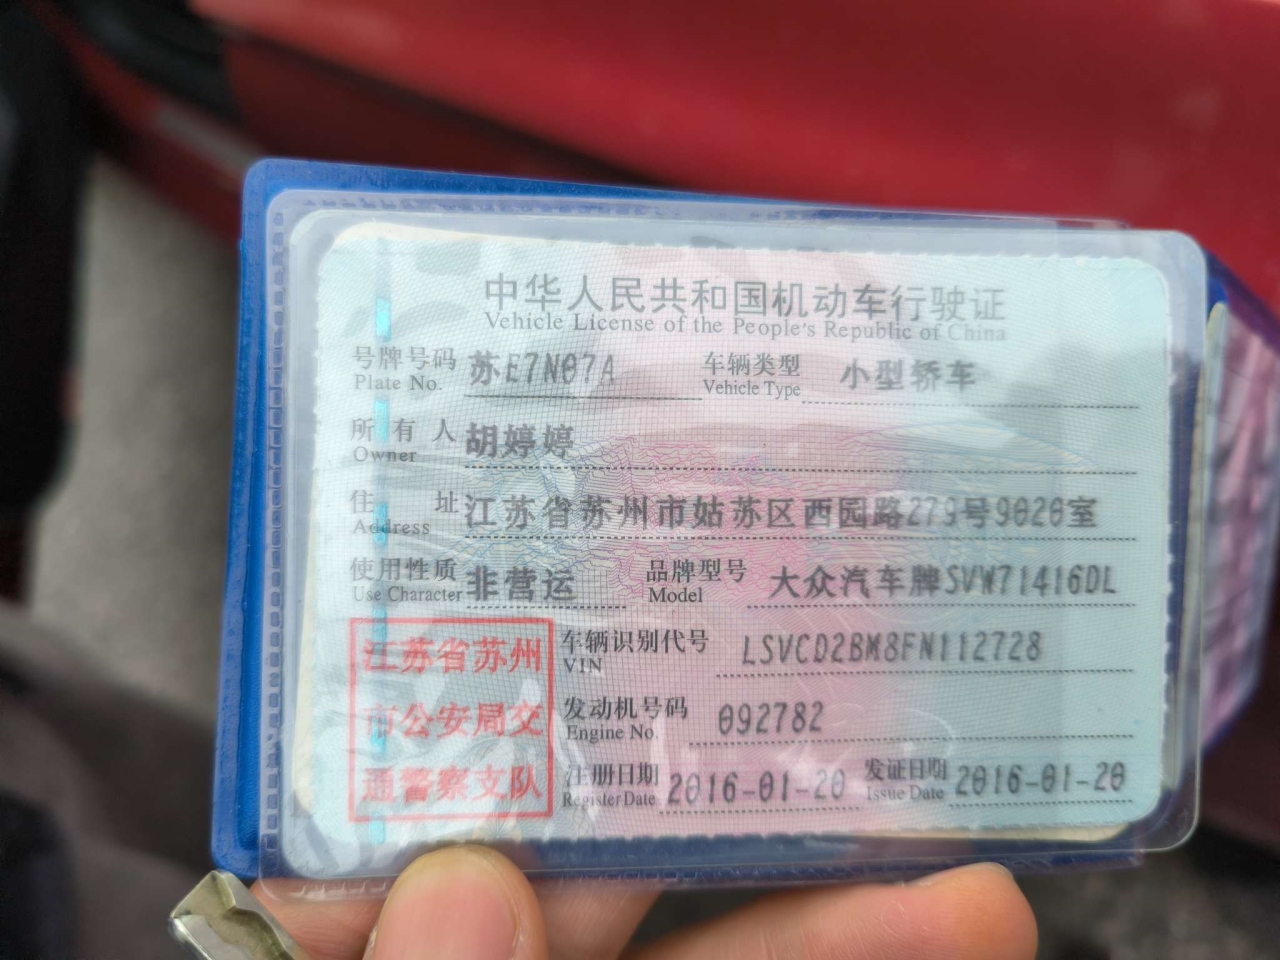 中华人民共和国机动车行驶证
Vehicle License of the People's Republic of China
号牌号码 苏E7N07A 车辆类型 小型轿车
Plate No. Vehicle Type
所有人 胡婷婷
Owner
住址 江苏省苏州市姑苏区西园路279号9020室
Address
使用性质 非营运 品牌型号 大众汽车牌SVW71416DL
Use Character Model
江苏省苏州
市公安局交
通警察支队
车辆识别代号 LSVCD2BM8FN112728
VIN
发动机号码 092782
Engine No.
注册日期 2016-01-20 发证日期 2016-01-20
Register Date Issue Date